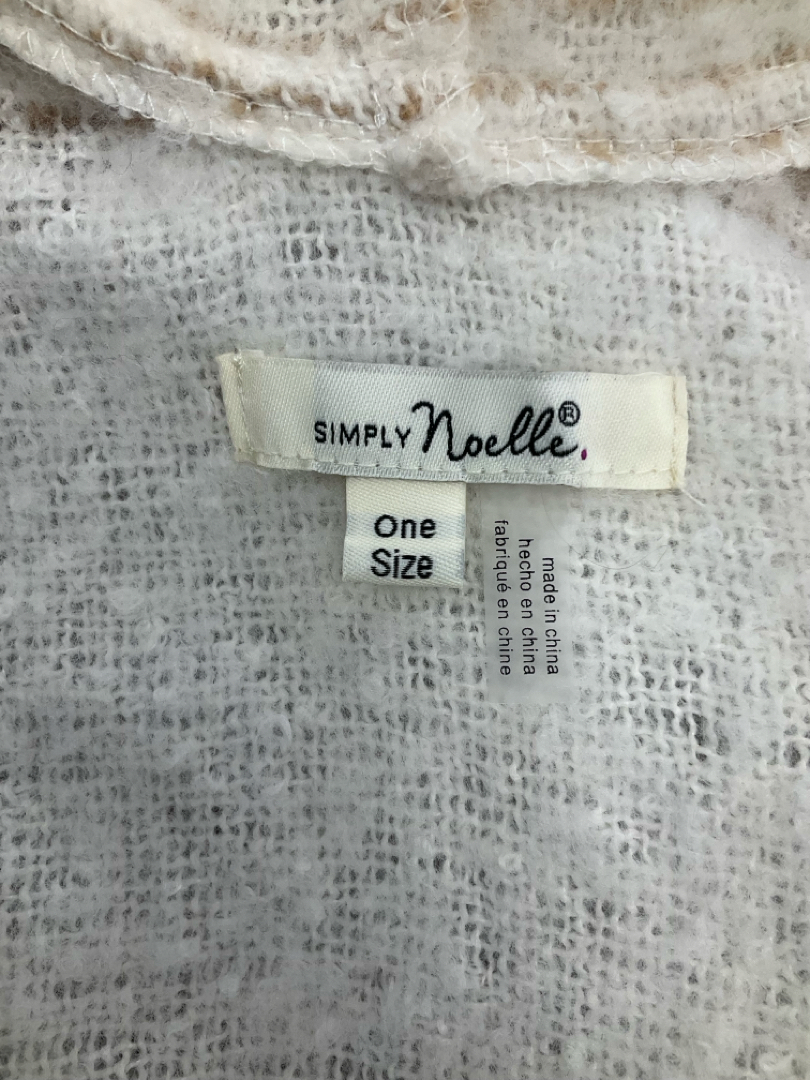 SIMPLY Noelle®.
One
Size
made in china
hecho en china
fabriqué en chine